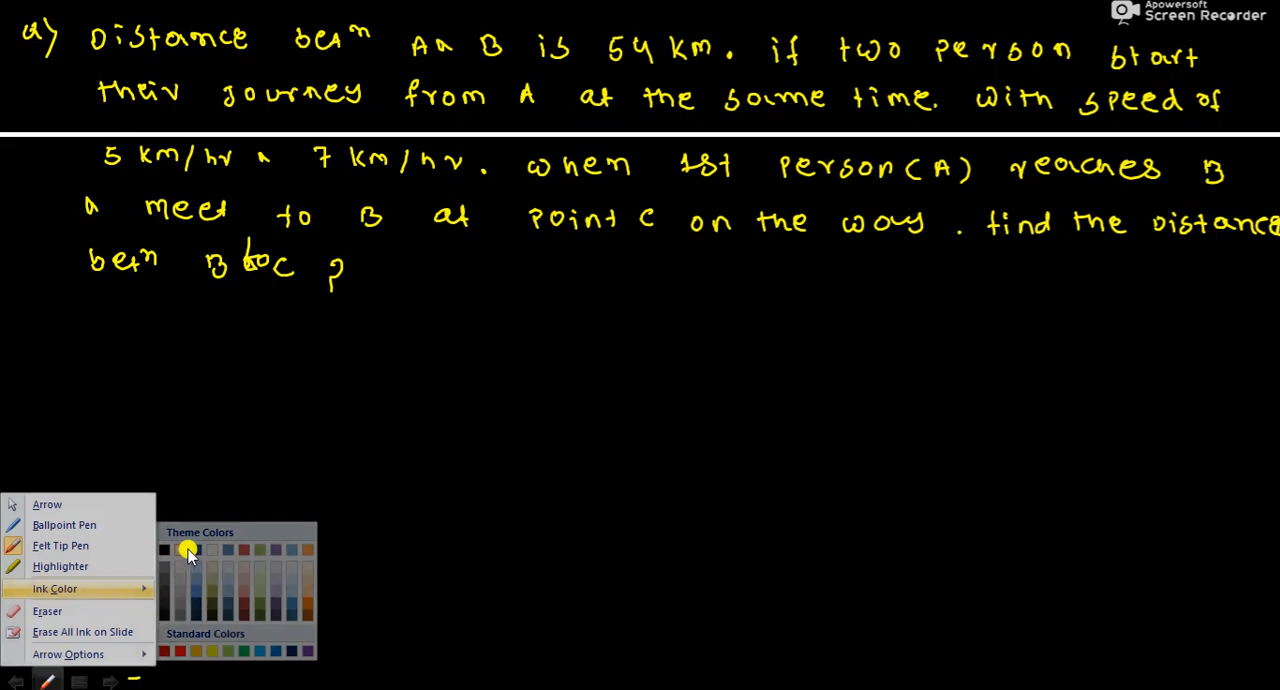 Apowersoft
Screen Recorder
a) Distance betn A & B is 54 km. if two person start
their journey from A at the same time. with speed of
5 km/hr & 7 km/hr. when 1st person (A) reaches B
& meet to B at point C on the way. find the distance
betn B to C ?
Arrow
Ballpoint Pen
Felt Tip Pen
Highlighter
Ink Color
Eraser
Erase All Ink on Slide
Arrow Options
Theme Colors
Standard Colors